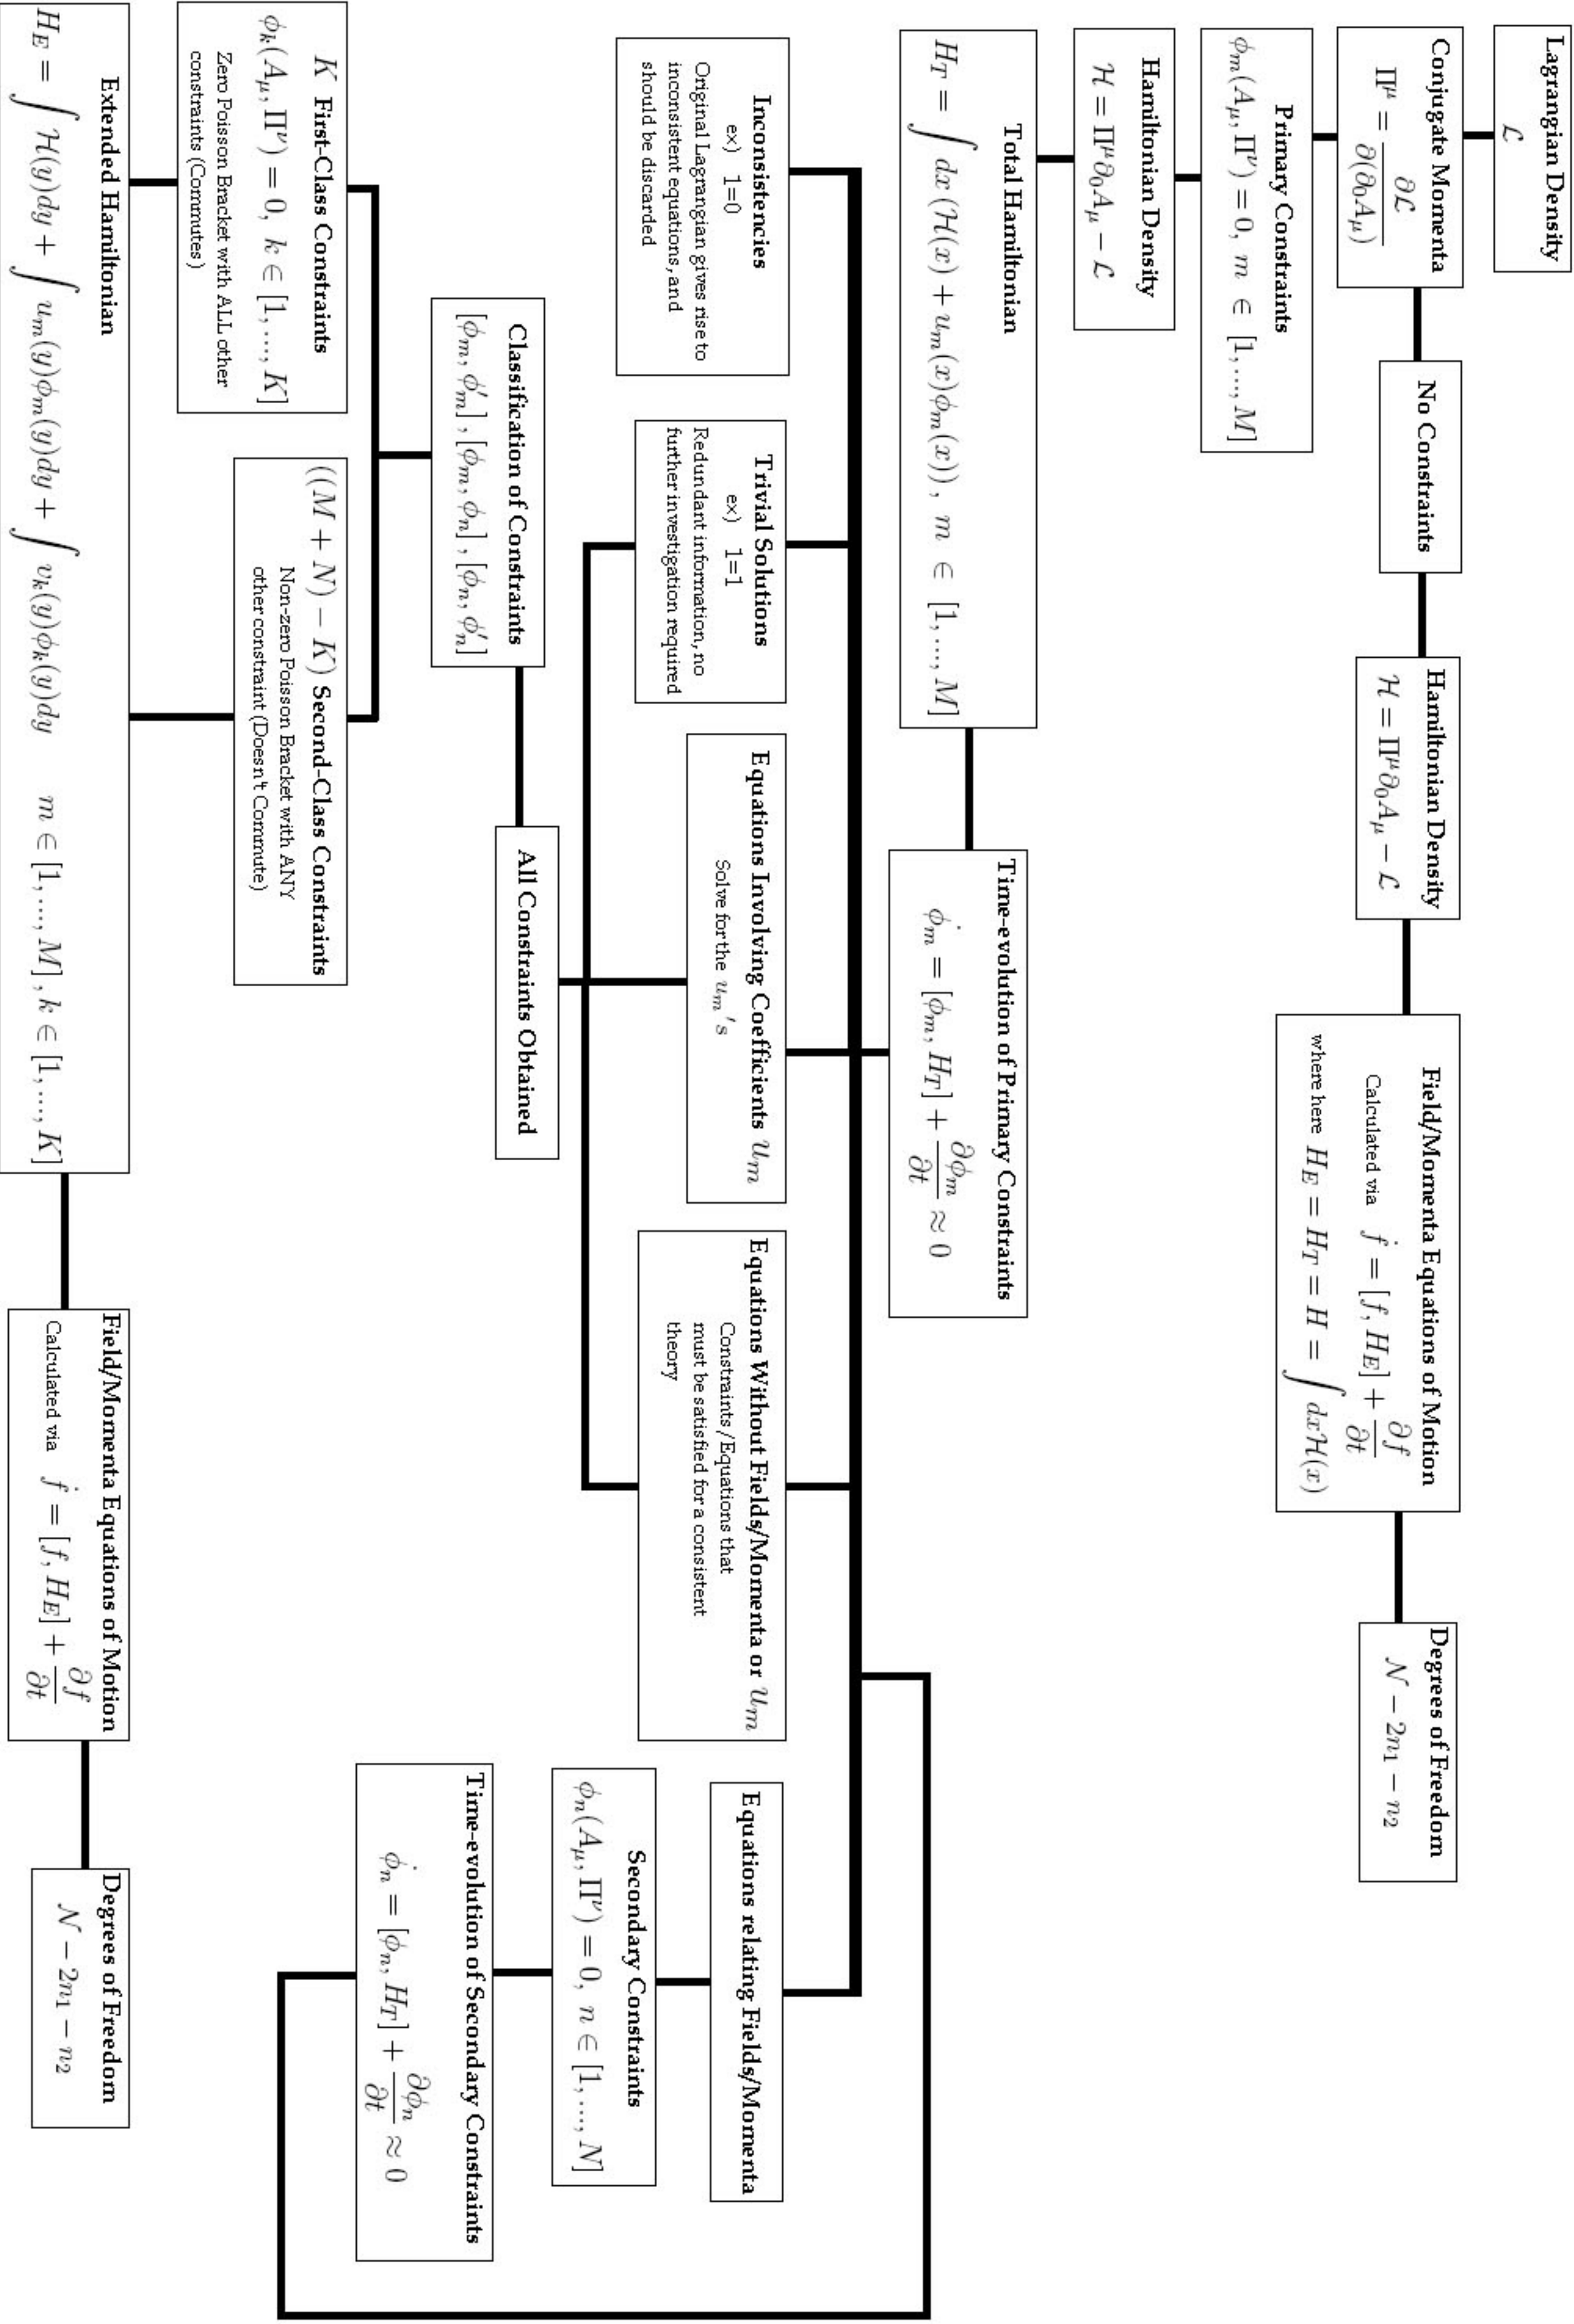 Lagrangian Density
$\mathcal{L}$
Conjugate Momenta
$\Pi^{\mu} = \frac{\partial \mathcal{L}}{\partial(\partial_0 A_{\mu})}$
No Constraints
Hamiltonian Density
$\mathcal{H} = \Pi^{\mu}\partial_0 A_{\mu} - \mathcal{L}$
Field/Momenta Equations of Motion
Calculated via $\dot{f} = [f, H_E] + \frac{\partial f}{\partial t}$
where here $H_E = H_T = H = \int dx\mathcal{H}(x)$
Degrees of Freedom
$\mathcal{N} - 2n_1 - n_2$
Primary Constraints
$\phi_m(A_{\mu}, \Pi^{\nu}) = 0, \; m \in [1, ..., M]$
Hamiltonian Density
$\mathcal{H} = \Pi^{\mu}\partial_0 A_{\mu} - \mathcal{L}$
Total Hamiltonian
$H_T = \int dx\,(\mathcal{H}(x) + u_m(x)\phi_m(x)), \; m \in [1, ..., M]$
Time-evolution of Primary Constraints
$\dot{\phi_m} = [\phi_m, H_T] + \frac{\partial \phi_m}{\partial t} \approx 0$
Inconsistencies
ex) 1=0
Original Lagrangian gives rise to
inconsistent equations, and
should be discarded
Trivial Solutions
ex) 1=1
Redundant information, no
further investigation required
Equations Involving Coefficients $u_m$
Solve for the $u_m$'s
Equations Without Fields/Momenta or $u_m$
Constraints/Equations that
must be satisfied for a consistent
theory
Equations relating Fields/Momenta
Secondary Constraints
$\phi_n(A_{\mu}, \Pi^{\nu}) = 0, \; n \in [1, ..., N]$
Time-evolution of Secondary Constraints
$\dot{\phi_n} = [\phi_n, H_T] + \frac{\partial \phi_n}{\partial t} \approx 0$
All Constraints Obtained
Classification of Constraints
$[\phi_m, \phi_m'], [\phi_m, \phi_n], [\phi_n, \phi_n']$
$K$ First-Class Constraints
$\phi_k(A_{\mu}, \Pi^{\nu}) = 0, \; k \in [1, ..., K]$
Zero Poisson Bracket with ALL other
constraints (Commutes)
$((M + N) - K)$ Second-Class Constraints
Non-zero Poisson Bracket with ANY
other constraint (Doesn't Commute)
Extended Hamiltonian
$H_E = \int \mathcal{H}(y)dy + \int u_m(y)\phi_m(y)dy + \int v_k(y)\phi_k(y)dy \quad m \in [1, ..., M], k \in [1, ..., K]$
Field/Momenta Equations of Motion
Calculated via $\dot{f} = [f, H_E] + \frac{\partial f}{\partial t}$
Degrees of Freedom
$\mathcal{N} - 2n_1 - n_2$